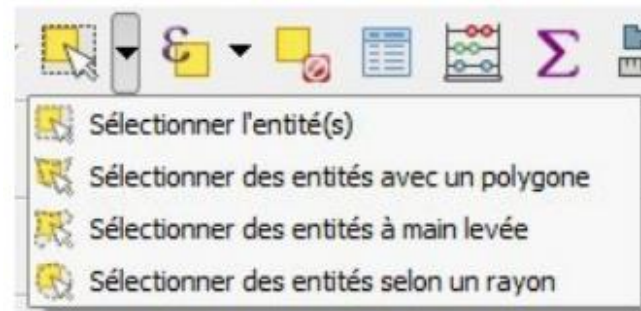 Sélectionner l'entité(s)
Sélectionner des entités avec un polygone
Sélectionner des entités à main levée
Sélectionner des entités selon un rayon